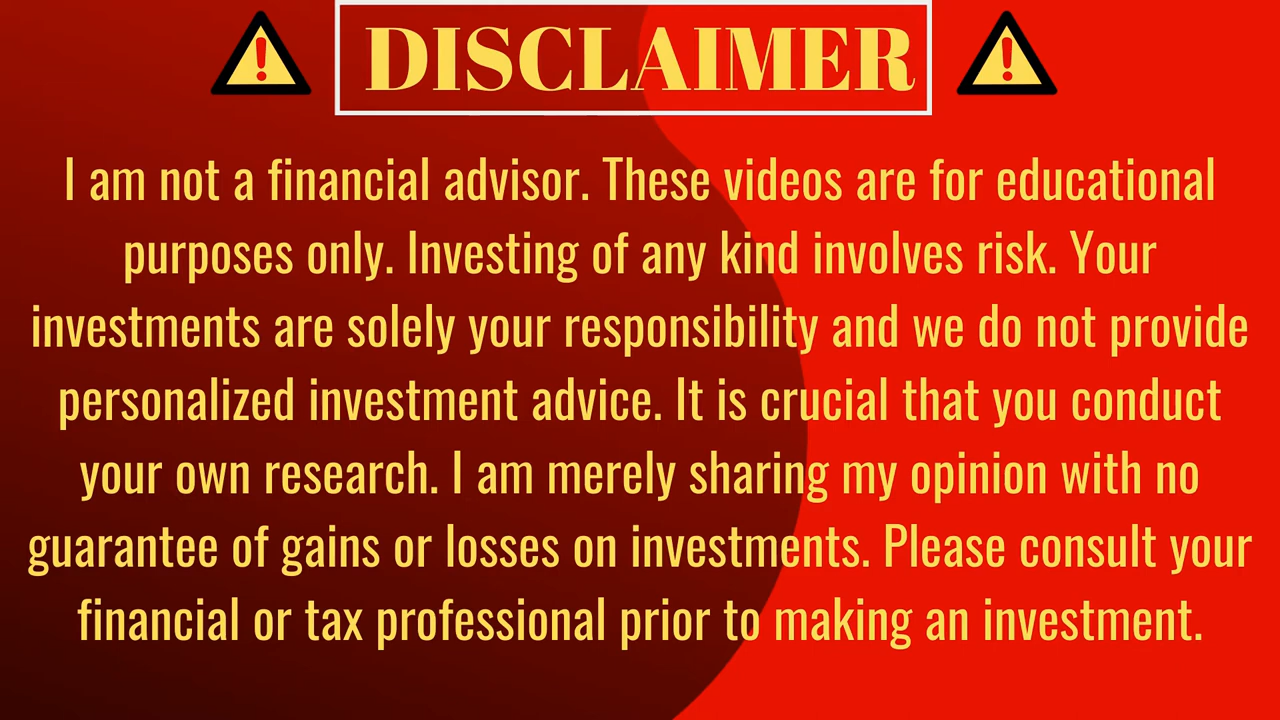 DISCLAIMER
I am not a financial advisor. These videos are for educational
purposes only. Investing of any kind involves risk. Your
investments are solely your responsibility and we do not provide
personalized investment advice. It is crucial that you conduct
your own research. I am merely sharing my opinion with no
guarantee of gains or losses on investments. Please consult your
financial or tax professional prior to making an investment.